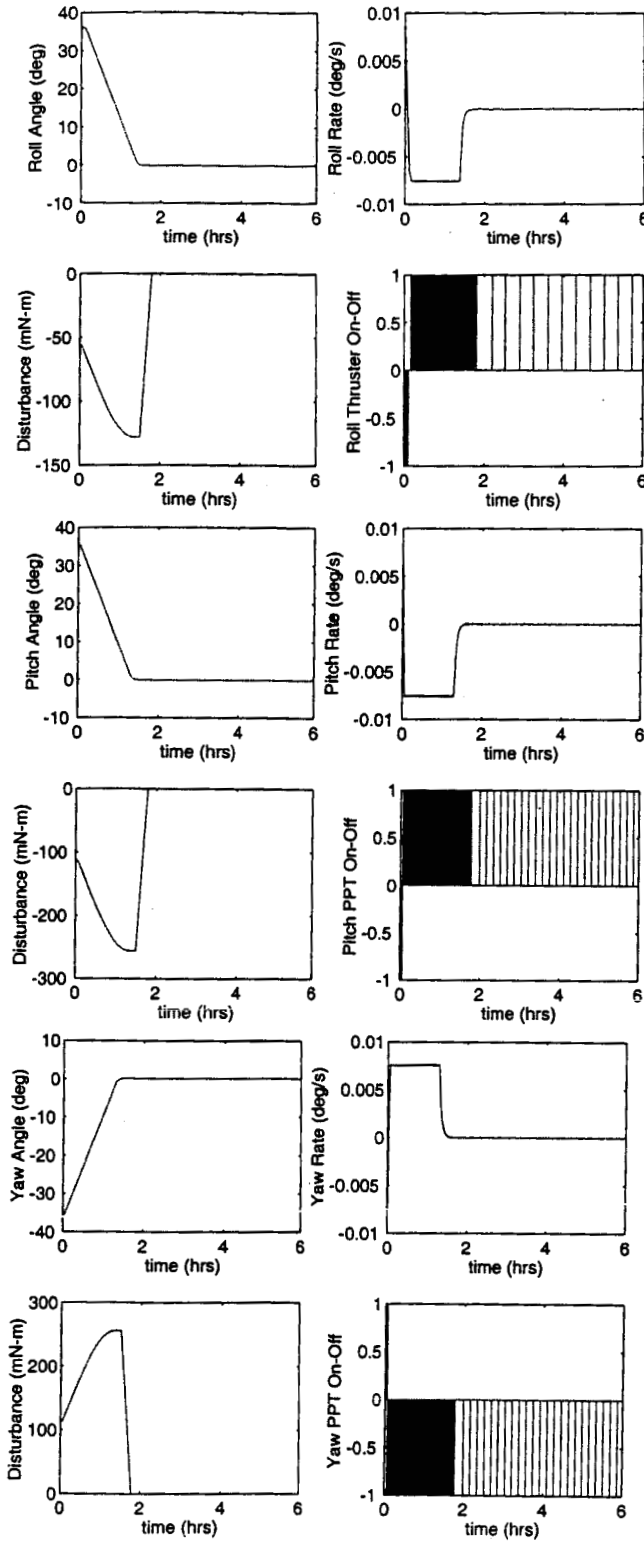 Roll Angle (deg)
40
30
20
10
0
-10
0 2 4 6
time (hrs)
Roll Rate (deg/s)
0.01
0.005
0
-0.005
-0.01
0 2 4 6
time (hrs)
Disturbance (mN-m)
0
-50
-100
-150
0 2 4 6
time (hrs)
Roll Thruster On-Off
1
0.5
0
-0.5
-1
0 2 4 6
time (hrs)
Pitch Angle (deg)
40
30
20
10
0
-10
0 2 4 6
time (hrs)
Pitch Rate (deg/s)
0.01
0.005
0
-0.005
-0.01
0 2 4 6
time (hrs)
Disturbance (mN-m)
0
-100
-200
-300
0 2 4 6
time (hrs)
Pitch PPT On-Off
1
0.5
0
-0.5
-1
0 2 4 6
time (hrs)
Yaw Angle (deg)
10
0
-10
-20
-30
-40
0 2 4 6
time (hrs)
Yaw Rate (deg/s)
0.01
0.005
0
-0.005
-0.01
0 2 4 6
time (hrs)
Disturbance (mN-m)
300
200
100
0
0 2 4 6
time (hrs)
Yaw PPT On-Off
1
0.5
0
-0.5
-1
0 2 4 6
time (hrs)